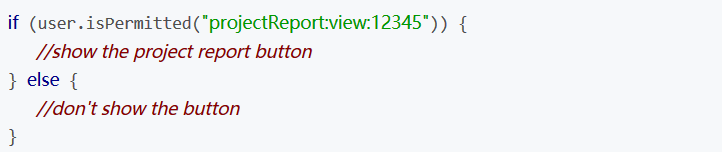 if (user.isPermitted("projectReport:view:12345")) {
    //show the project report button
} else {
    //don't show the button
}